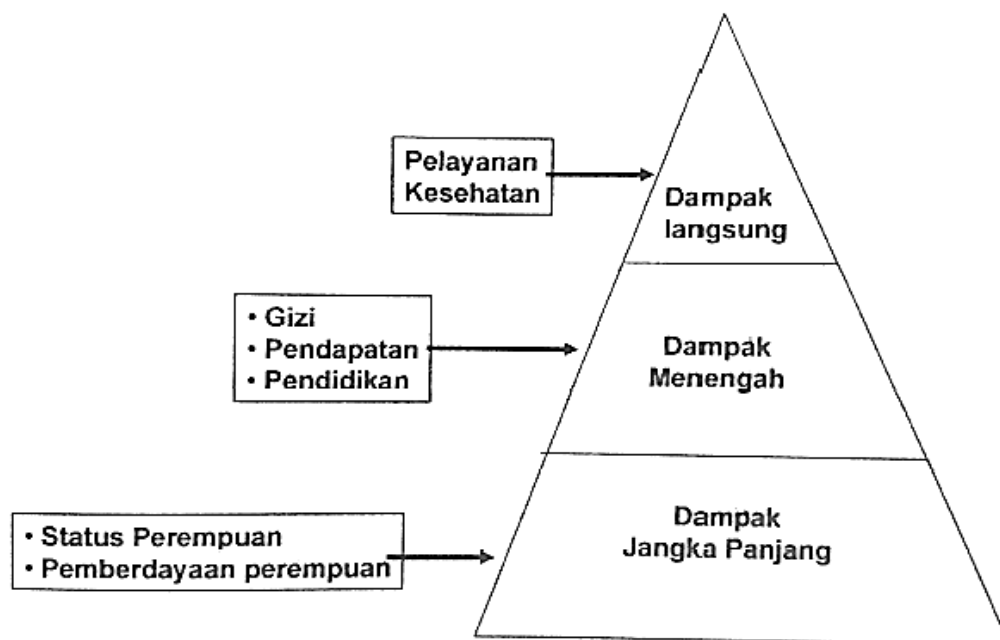 Pelayanan
Kesehatan
Dampak
langsung
• Gizi
• Pendapatan
• Pendidikan
Dampak
Menengah
• Status Perempuan
• Pemberdayaan perempuan
Dampak
Jangka Panjang